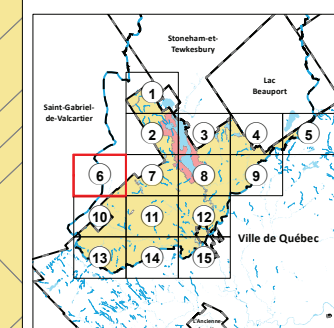 Stoneham-et-
Tewkesbury
Lac
Beauport
Saint-Gabriel-
de-Valcartier
1
2
3
4
5
6
7
8
9
10
11
12
Ville de Québec
13
14
15
L'Ancienne